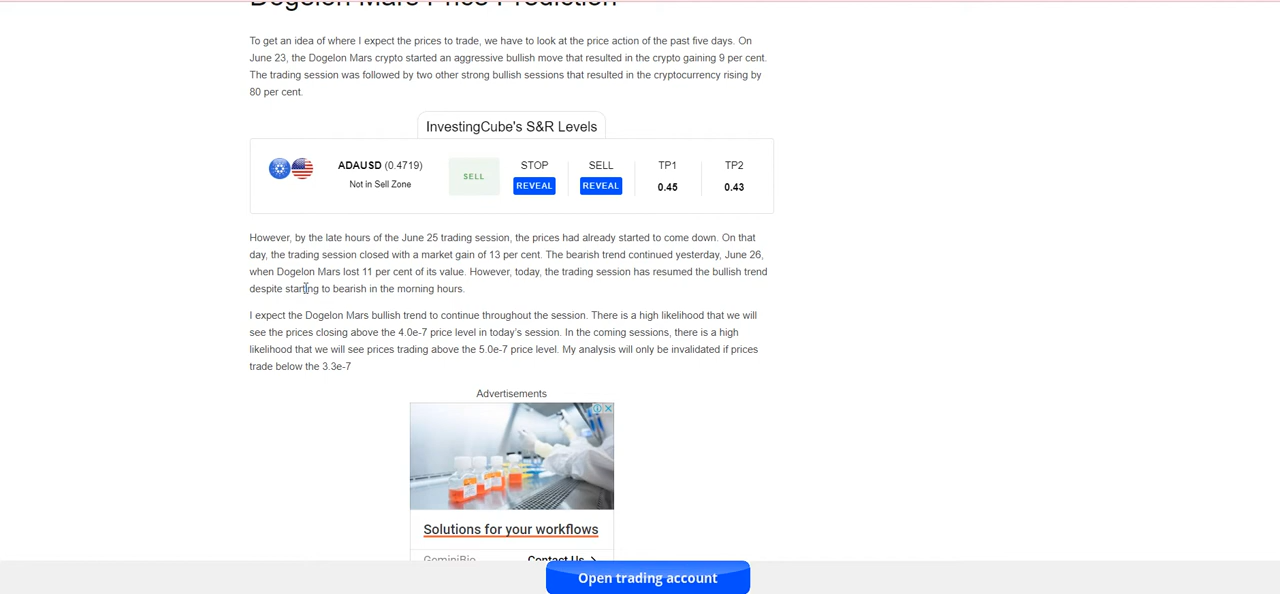 Dogelon Mars Price Prediction
To get an idea of where I expect the prices to trade, we have to look at the price action of the past five days. On
June 23, the Dogelon Mars crypto started an aggressive bullish move that resulted in the crypto gaining 9 per cent.
The trading session was followed by two other strong bullish sessions that resulted in the cryptocurrency rising by
80 per cent.
InvestingCube's S&R Levels
ADAUSD (0.4719)
Not in Sell Zone
SELL
STOP
REVEAL
SELL
REVEAL
TP1
0.45
TP2
0.43
However, by the late hours of the June 25 trading session, the prices had already started to come down. On that
day, the trading session closed with a market gain of 13 per cent. The bearish trend continued yesterday, June 26,
when Dogelon Mars lost 11 per cent of its value. However, today, the trading session has resumed the bullish trend
despite starting to bearish in the morning hours.
I expect the Dogelon Mars bullish trend to continue throughout the session. There is a high likelihood that we will
see the prices closing above the 4.0e-7 price level in today's session. In the coming sessions, there is a high
likelihood that we will see prices trading above the 5.0e-7 price level. My analysis will only be invalidated if prices
trade below the 3.3e-7
Advertisements
Solutions for your workflows
GeminiBio
Contact Us
Open trading account